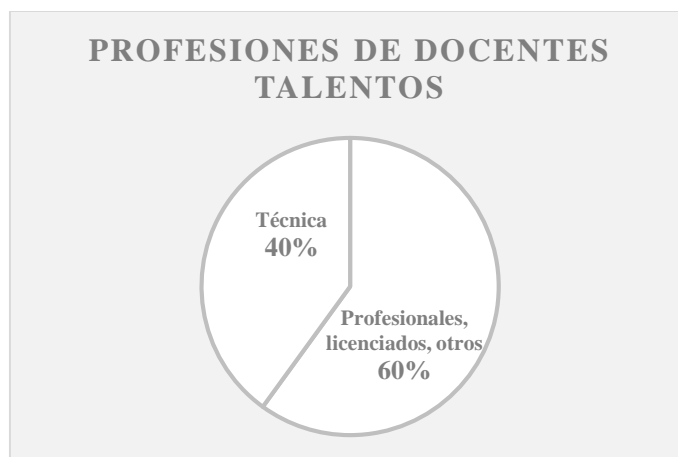 PROFESIONES DE DOCENTES
TALENTOS
Técnica
40%
Profesionales,
licenciados, otros
60%